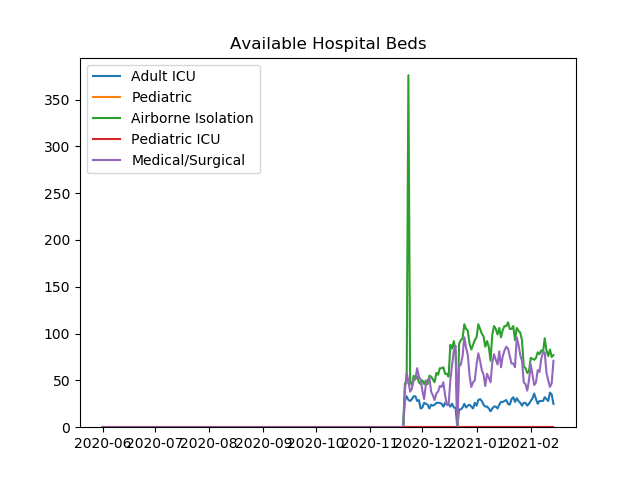 Available Hospital Beds
Adult ICU
Pediatric
Airborne Isolation
Pediatric ICU
Medical/Surgical
350
300
250
200
150
100
50
0
2020-06 2020-07 2020-08 2020-09 2020-10 2020-11 2020-12 2021-01 2021-02